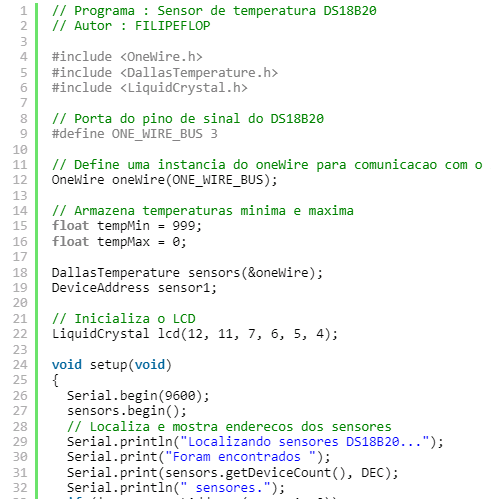 1 // Programa : Sensor de temperatura DS18B20
2 // Autor : FILIPEFLOP
3
4 #include <OneWire.h>
5 #include <DallasTemperature.h>
6 #include <LiquidCrystal.h>
7
8 // Porta do pino de sinal do DS18B20
9 #define ONE_WIRE_BUS 3
10
11 // Define uma instancia do oneWire para comunicacao com o
12 OneWire oneWire(ONE_WIRE_BUS);
13
14 // Armazena temperaturas minima e maxima
15 float tempMin = 999;
16 float tempMax = 0;
17
18 DallasTemperature sensors(&oneWire);
19 DeviceAddress sensor1;
20
21 // Inicializa o LCD
22 LiquidCrystal lcd(12, 11, 7, 6, 5, 4);
23
24 void setup(void)
25 {
26 Serial.begin(9600);
27 sensors.begin();
28 // Localiza e mostra enderecos dos sensores
29 Serial.println("Localizando sensores DS18B20...");
30 Serial.print("Foram encontrados ");
31 Serial.print(sensors.getDeviceCount(), DEC);
32 Serial.println(" sensores.");